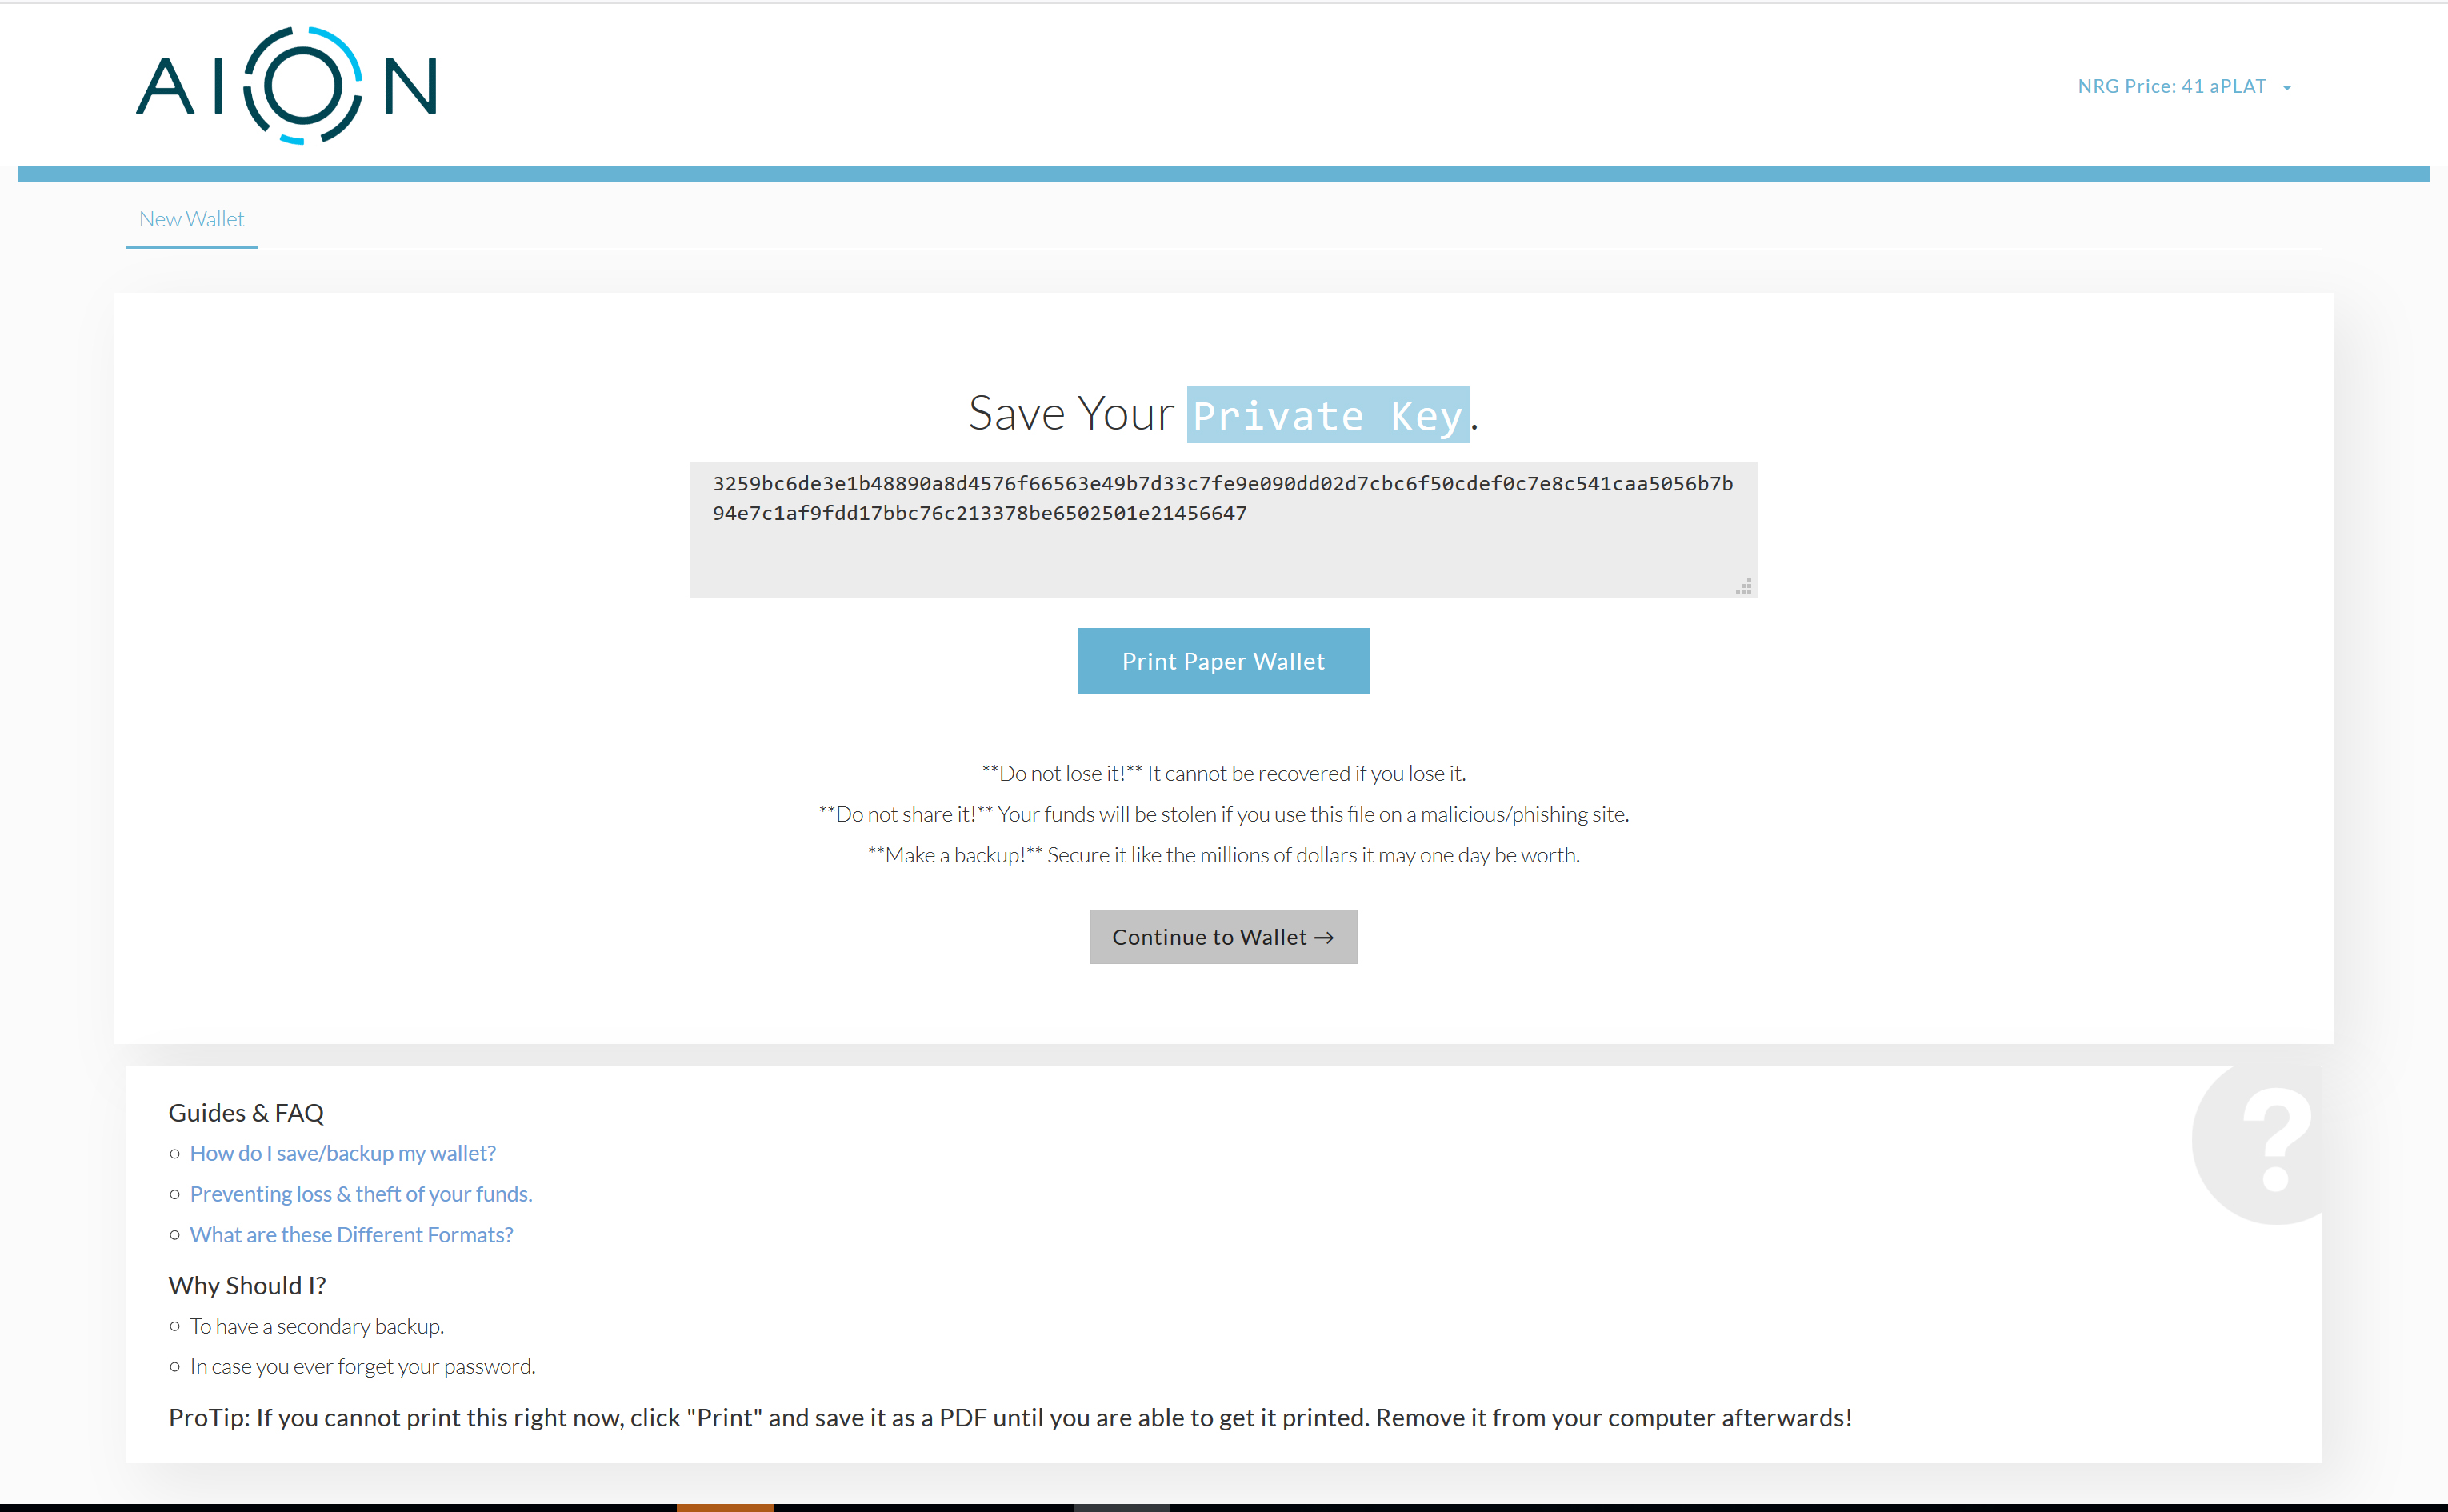 AION
NRG Price: 41 aPLAT
New Wallet
Save Your Private Key.
3259bc6de3e1b48890a8d4576f66563e49b7d33c7fe9e090dd02d7cbc6f50cdef0c7e8c541caa5056b7b
94e7c1af9fdd17bbc76c213378be6502501e21456647
Print Paper Wallet
**Do not lose it!** It cannot be recovered if you lose it.
**Do not share it!** Your funds will be stolen if you use this file on a malicious/phishing site.
**Make a backup!** Secure it like the millions of dollars it may one day be worth.
Continue to Wallet →
Guides & FAQ
How do I save/backup my wallet?
Preventing loss & theft of your funds.
What are these Different Formats?
Why Should I?
To have a secondary backup.
In case you ever forget your password.
ProTip: If you cannot print this right now, click "Print" and save it as a PDF until you are able to get it printed. Remove it from your computer afterwards!
?